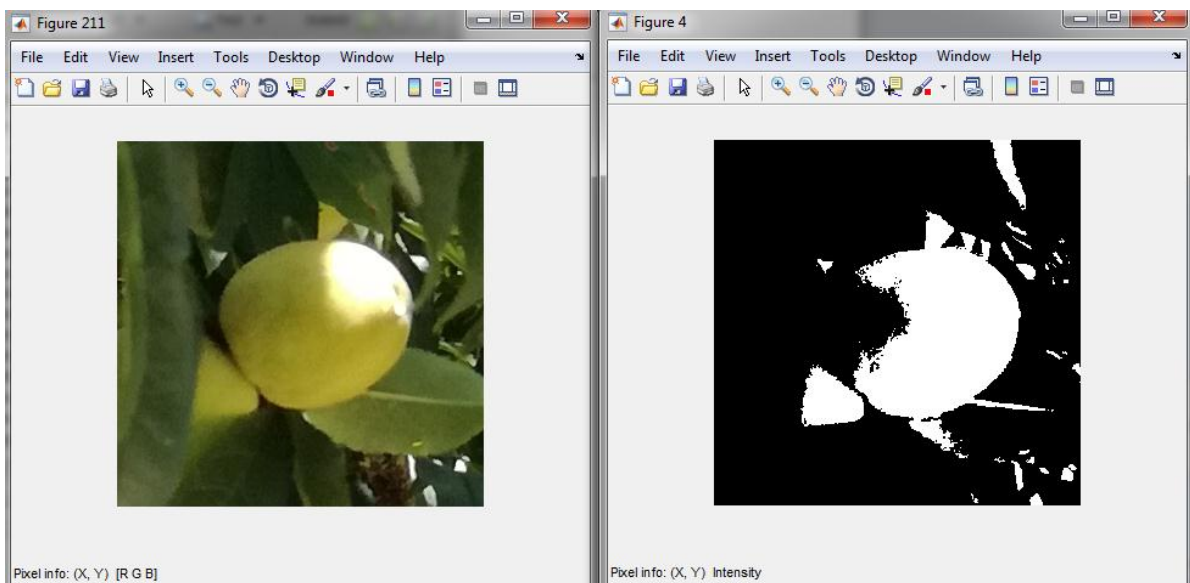 Figure 211
File Edit View Insert Tools Desktop Window Help
Pixel info: (X, Y) [R G B]
Figure 4
File Edit View Insert Tools Desktop Window Help
Pixel info: (X, Y) Intensity